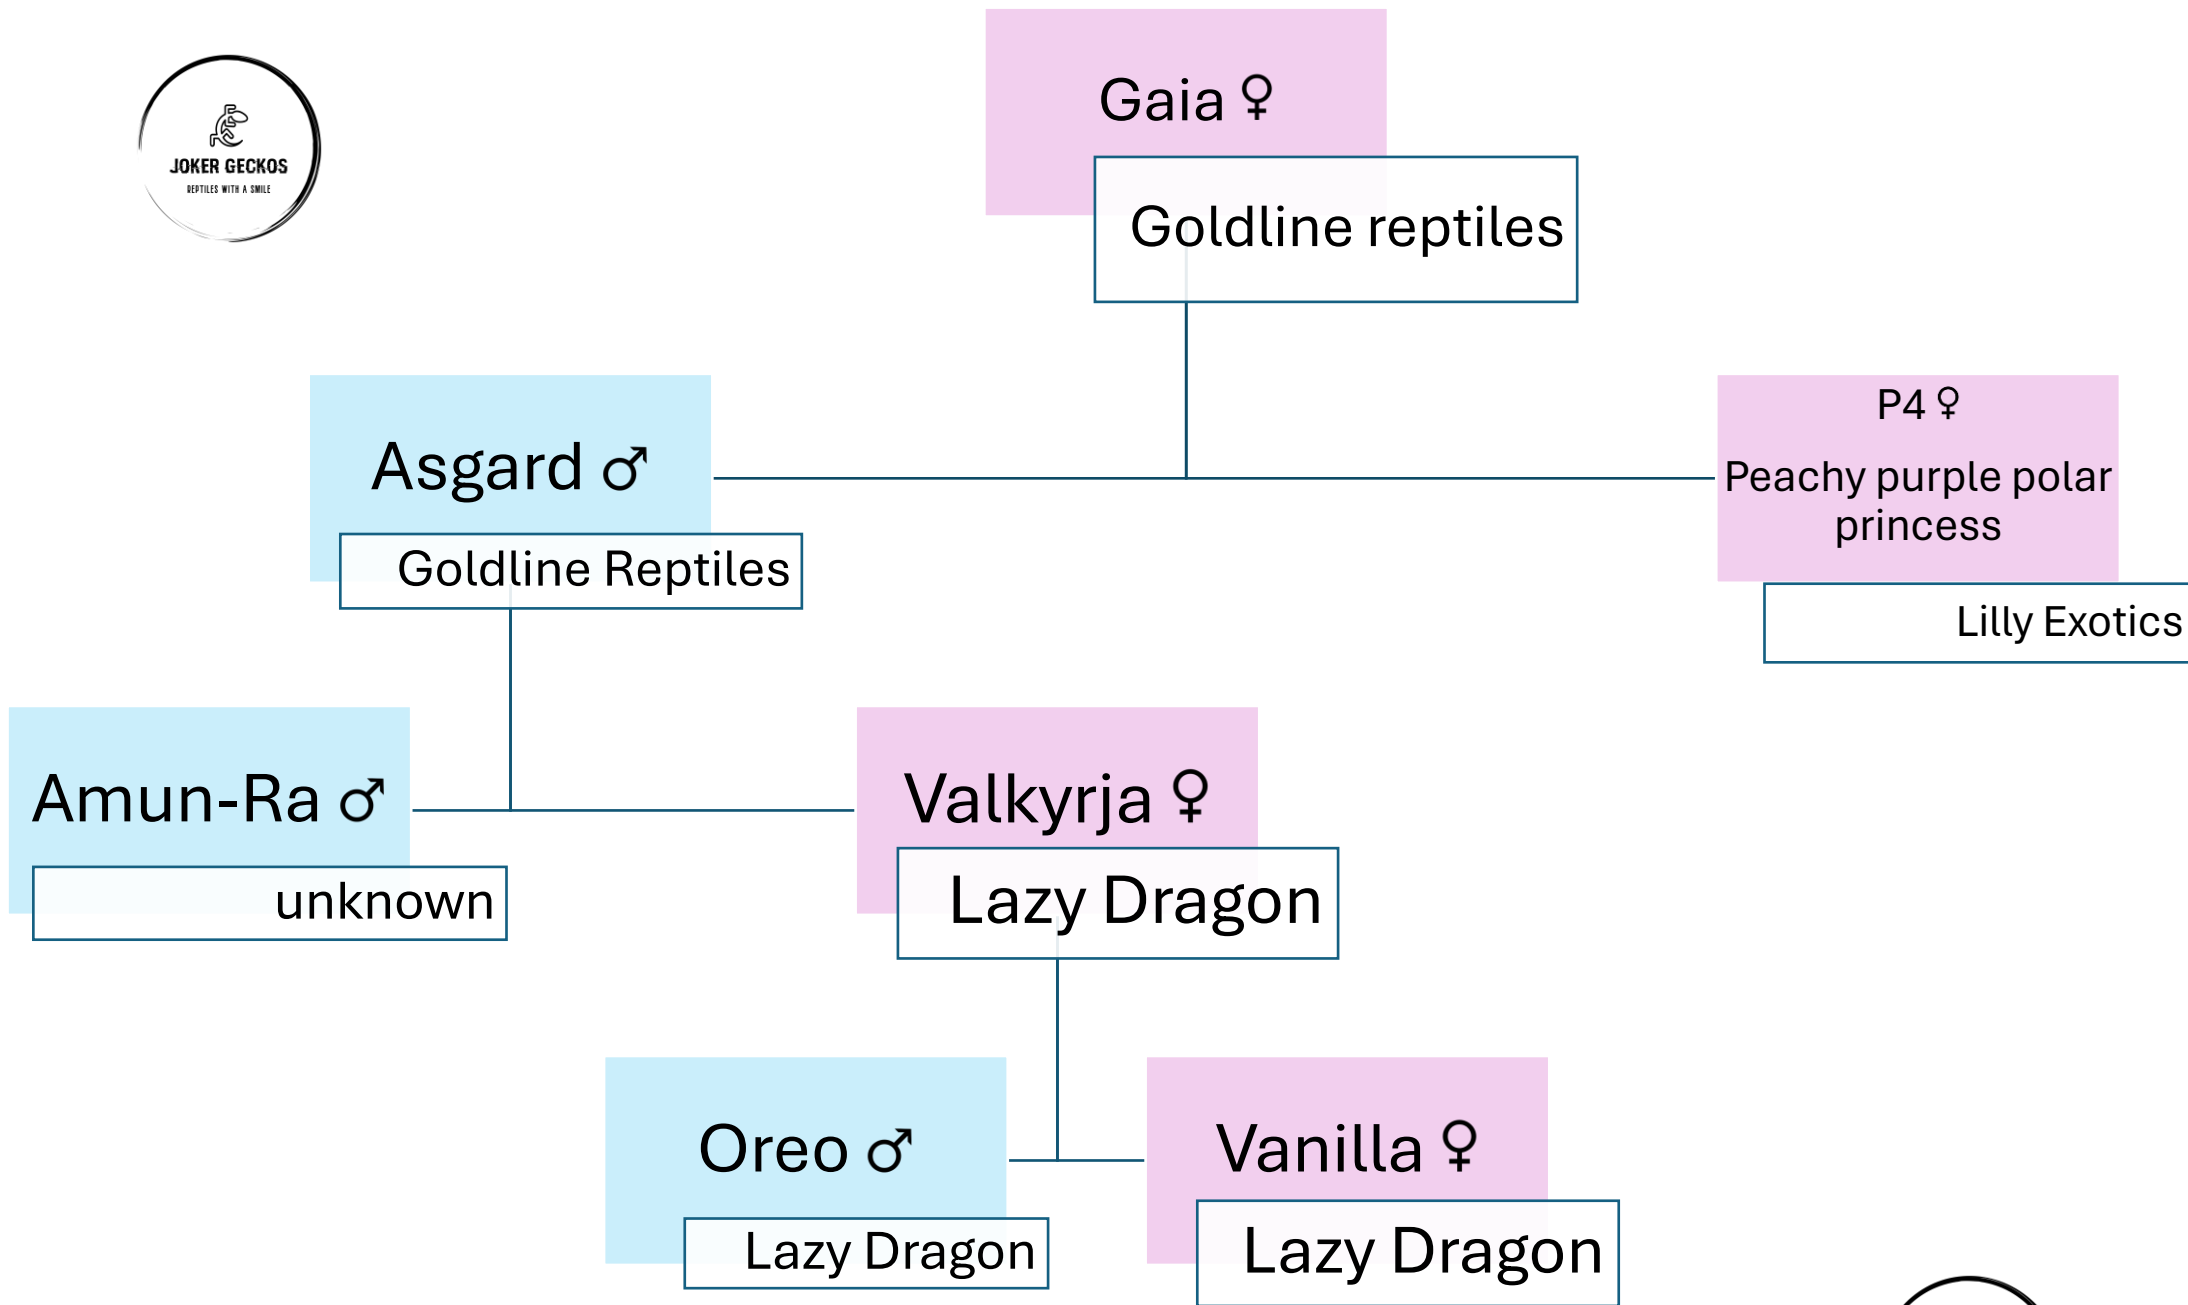 JOKER GECKOS
REPTILES WITH A SMILE
Gaia ♀
Goldline reptiles
Asgard ♂
Goldline Reptiles
P4 ♀
Peachy purple polar
princess
Lilly Exotics
Amun-Ra ♂
unknown
Valkyrja ♀
Lazy Dragon
Oreo ♂
Lazy Dragon
Vanilla ♀
Lazy Dragon